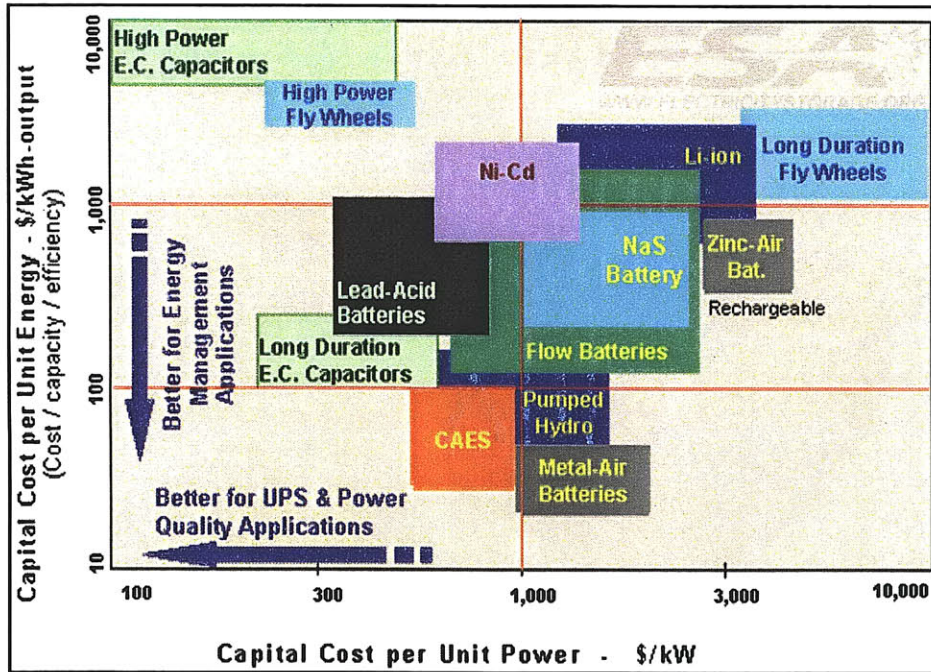 ESA
WWW.ELECTRICITYSTORAGE.ORG
High Power
E.C. Capacitors
High Power
Fly Wheels
Long Duration
Fly Wheels
Li-ion
Ni-Cd
NaS
Battery
Zinc-Air
Bat.
Rechargeable
Lead-Acid
Batteries
Flow Batteries
Long Duration
E.C. Capacitors
Pumped
Hydro
CAES
Metal-Air
Batteries
Better for Energy
Management
Applications
Better for UPS & Power
Quality Applications
Capital Cost per Unit Energy - $/kWh-output
(Cost / capacity / efficiency)
10,000
1,000
100
10
100
300
1,000
3,000
10,000
Capital Cost per Unit Power - $/kW